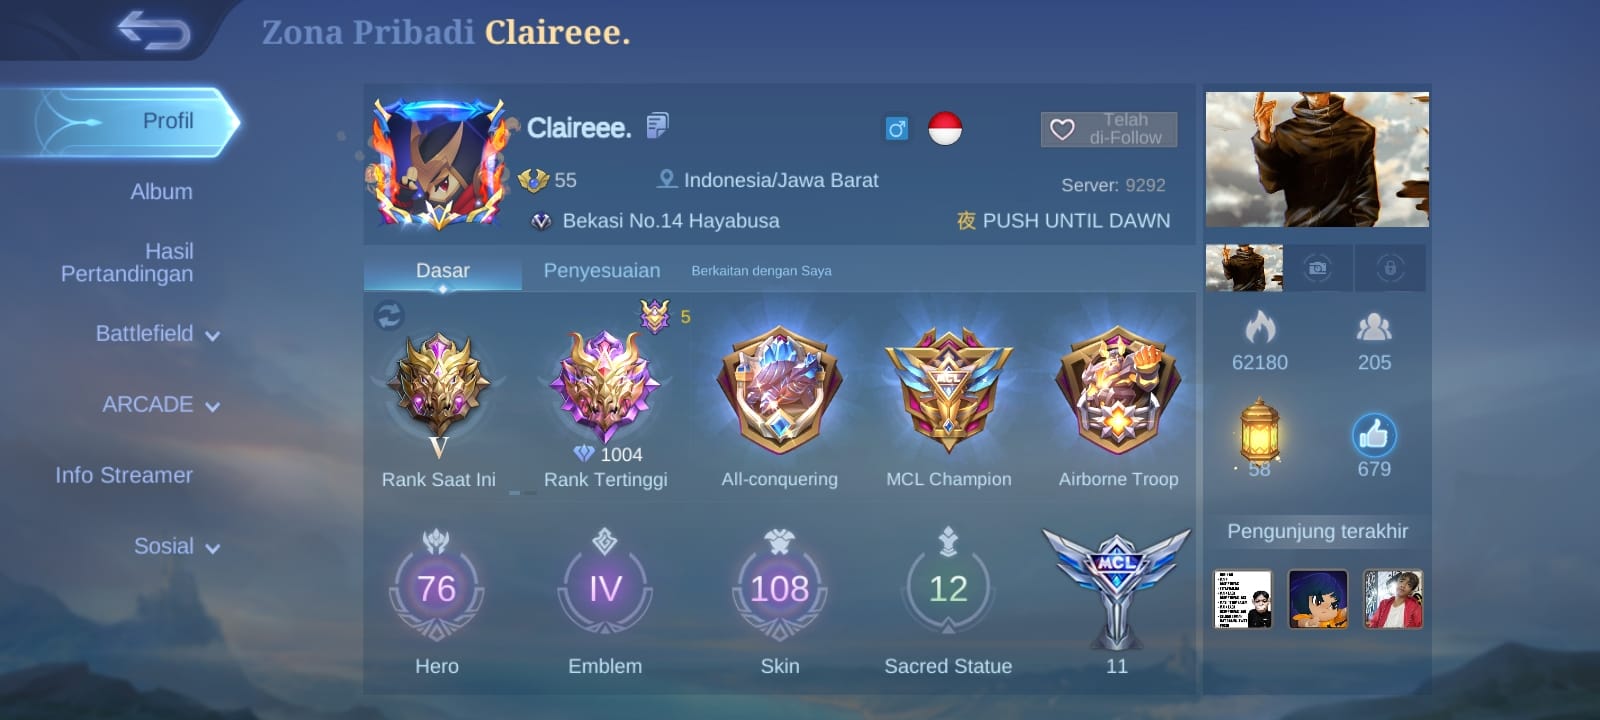 Zona Pribadi Claireee.
Profil
Album
Hasil
Pertandingan
Battlefield
ARCADE
Info Streamer
Sosial
Claireee.
Telah
di-Follow
55
Indonesia/Jawa Barat
Server: 9292
Bekasi No.14 Hayabusa
夜 PUSH UNTIL DAWN
Dasar
Penyesuaian
Berkaitan dengan Saya
5
V
1004
MCL
Rank Saat Ini
Rank Tertinggi
All-conquering
MCL Champion
Airborne Troop
76
IV
108
12
MCL
Hero
Emblem
Skin
Sacred Statue
11
62180
205
58
679
Pengunjung terakhir